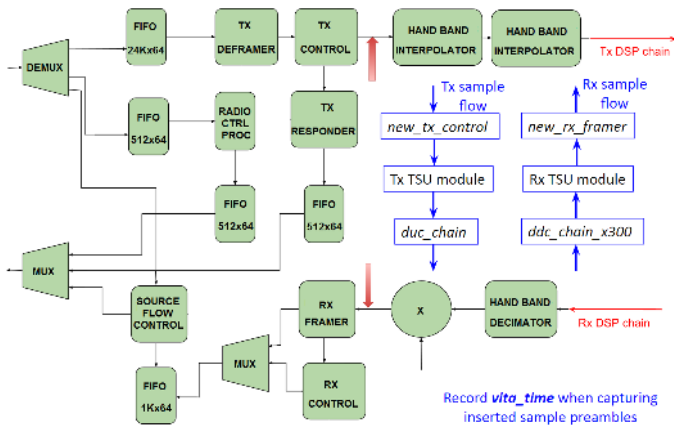 FIFO
24Kx64
TX
DEFRAMER
TX
CONTROL
HAND BAND
INTERPOLATOR
HAND BAND
INTERPOLATOR
Tx DSP chain
DEMUX
FIFO
512x64
RADIO
CTRL
PROC
TX
RESPONDER
Tx sample
flow
Rx sample
flow
new_tx_control
new_rx_framer
Tx TSU module
Rx TSU module
FIFO
512x64
FIFO
512x64
duc_chain
ddc_chain_x300
MUX
SOURCE
FLOW
CONTROL
RX
FRAMER
X
HAND BAND
DECIMATOR
Rx DSP chain
MUX
FIFO
1Kx64
RX
CONTROL
Record vita_time when capturing
inserted sample preambles